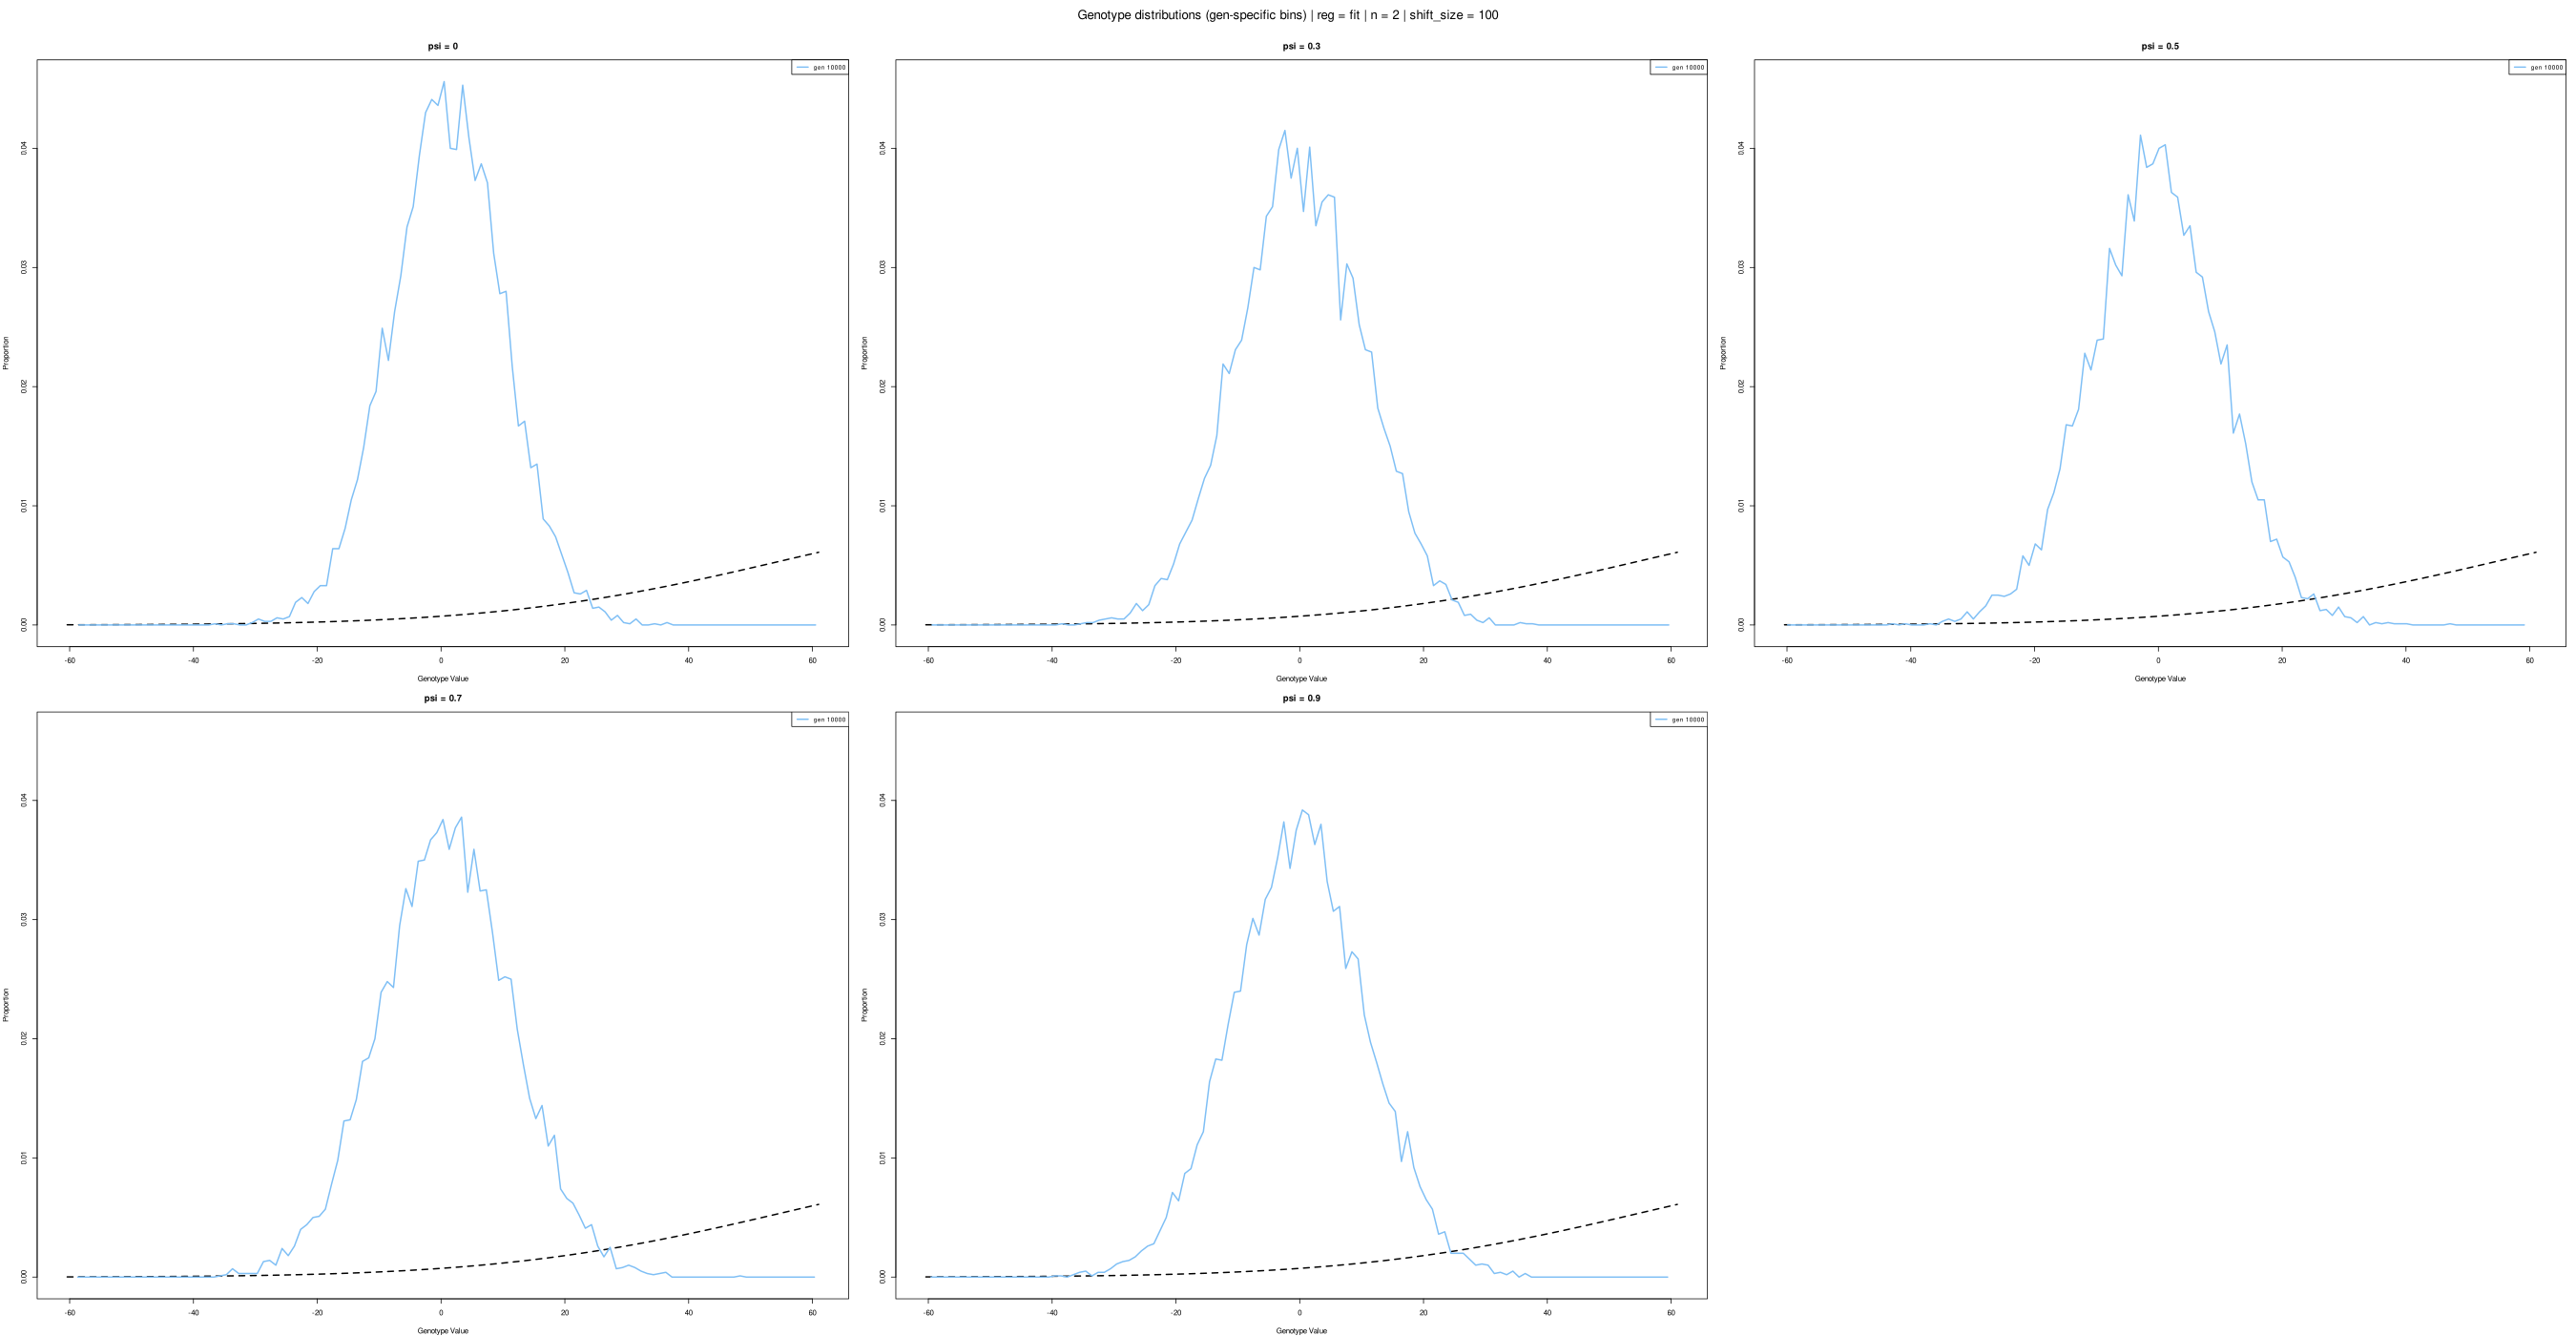 Genotype distributions (gen-specific bins) | reg = fit | n = 2 | shift_size = 100
psi = 0
psi = 0.3
psi = 0.5
gen 10000
gen 10000
gen 10000
0.04
0.03
0.02
0.01
0.00
Proportion
0.04
0.03
0.02
0.01
0.00
Proportion
0.04
0.03
0.02
0.01
0.00
Proportion
-60 -40 -20 0 20 40 60
-60 -40 -20 0 20 40 60
-60 -40 -20 0 20 40 60
Genotype Value
Genotype Value
Genotype Value
psi = 0.7
psi = 0.9
gen 10000
gen 10000
0.04
0.03
0.02
0.01
0.00
Proportion
0.04
0.03
0.02
0.01
0.00
Proportion
-60 -40 -20 0 20 40 60
-60 -40 -20 0 20 40 60
Genotype Value
Genotype Value